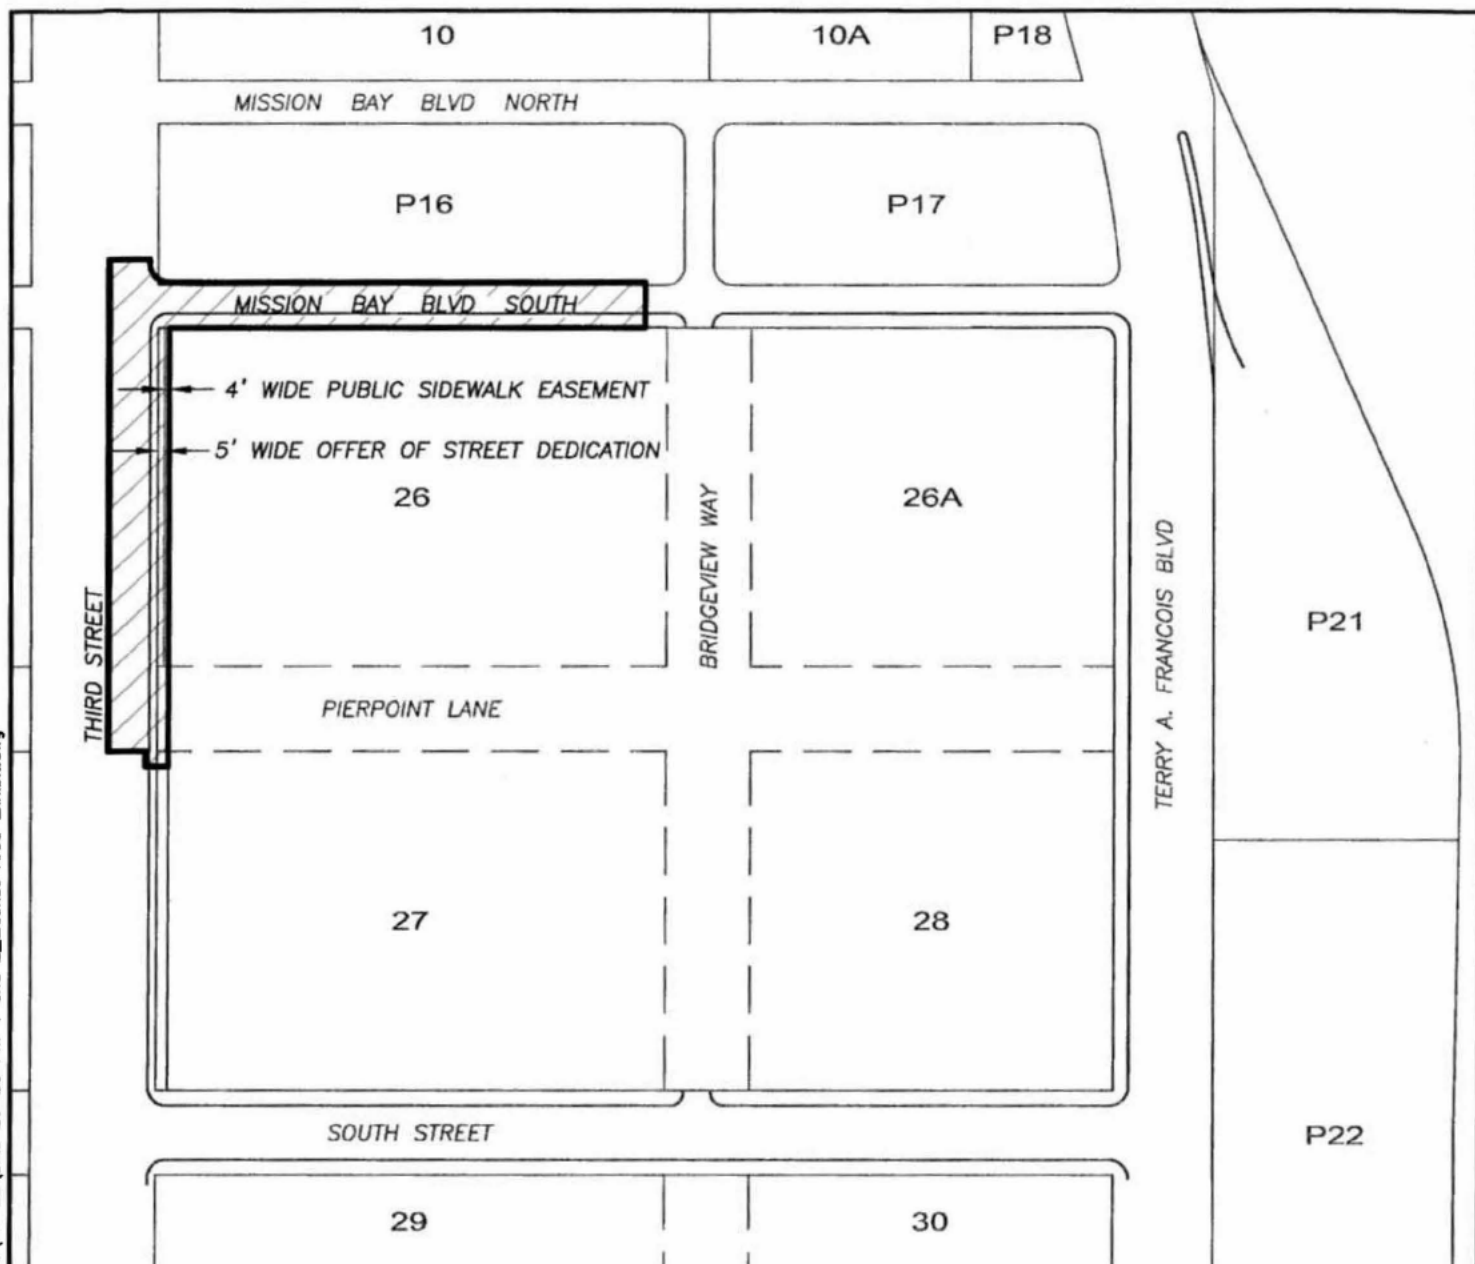 10
10A
P18
MISSION BAY BLVD NORTH
P16
P17
MISSION BAY BLVD SOUTH
4' WIDE PUBLIC SIDEWALK EASEMENT
5' WIDE OFFER OF STREET DEDICATION
26
26A
BRIDGEVIEW WAY
THIRD STREET
TERRY A. FRANCOIS BLVD
P21
PIERPOINT LANE
27
28
SOUTH STREET
P22
29
30